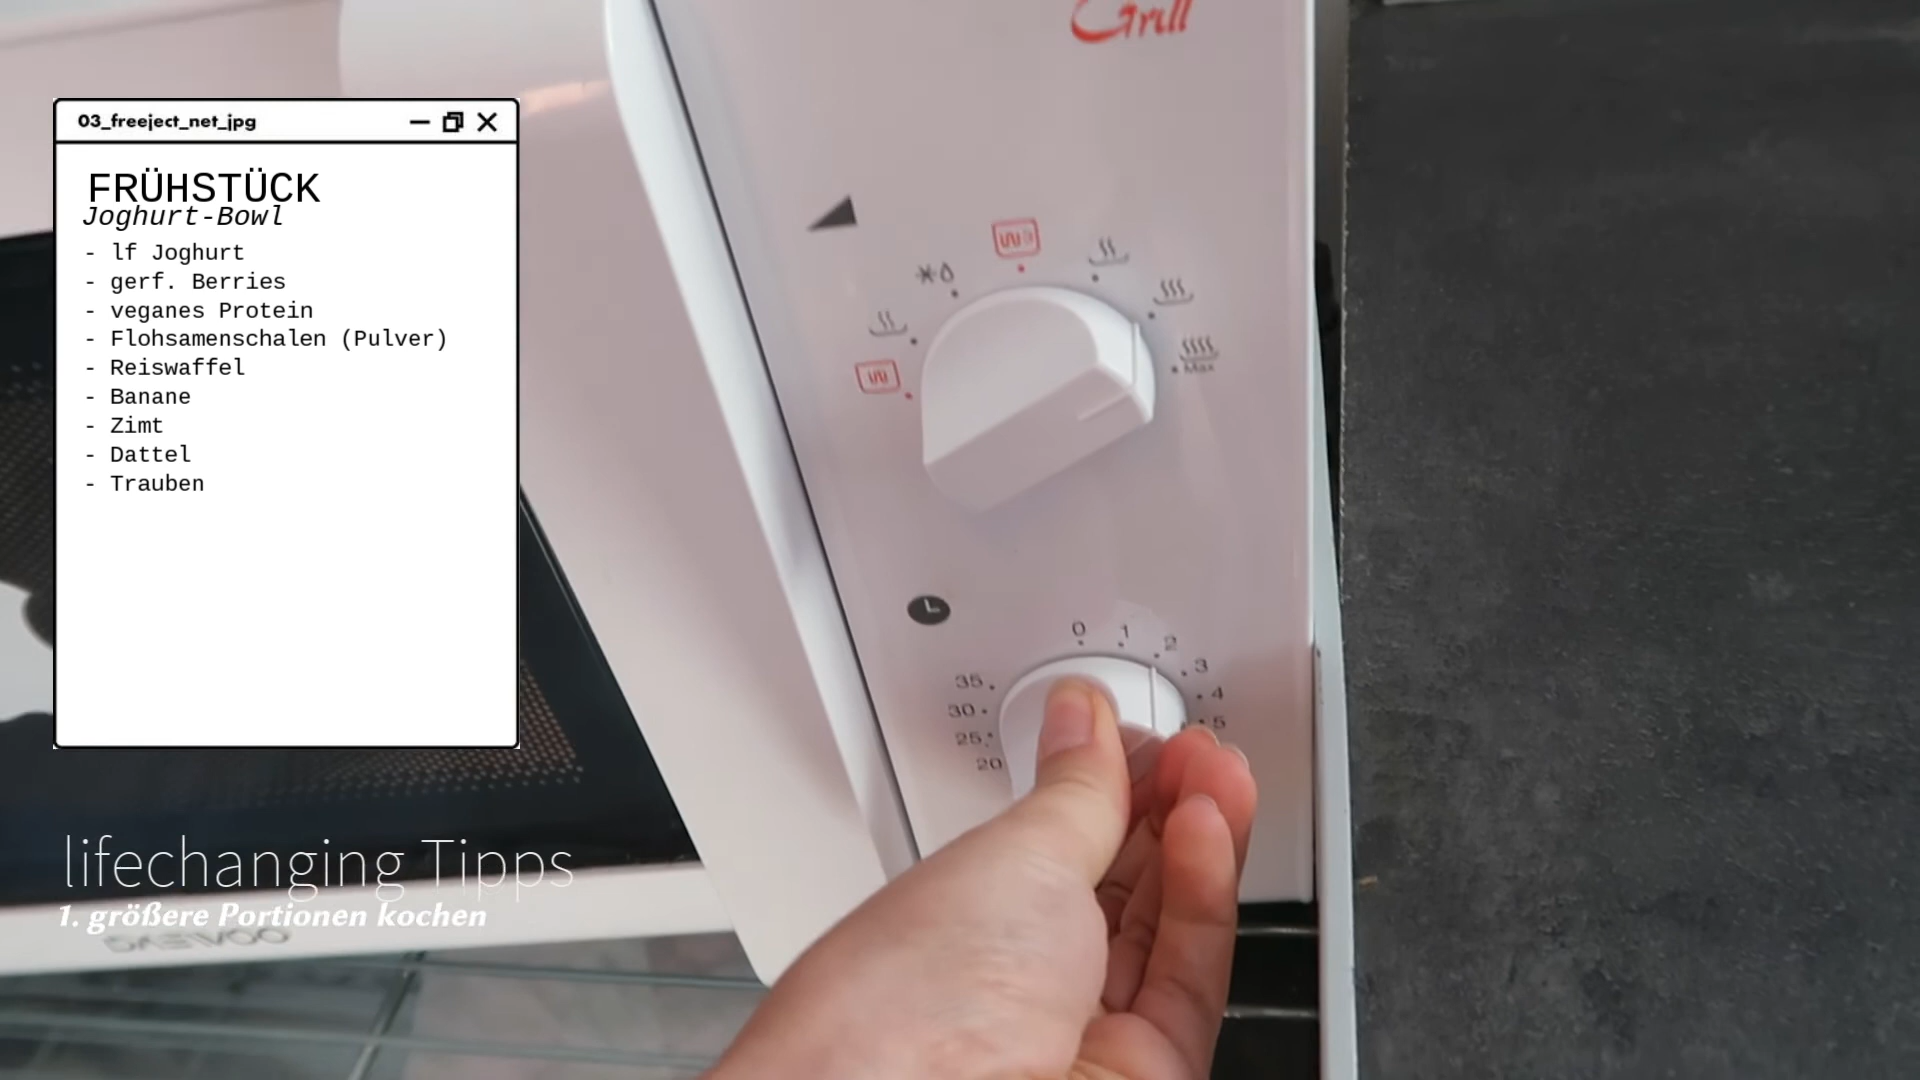 Grill
03_freeject_net_jpg
FRÜHSTÜCK
Joghurt-Bowl
- lf Joghurt
- gerf. Berries
- veganes Protein
- Flohsamenschalen (Pulver)
- Reiswaffel
- Banane
- Zimt
- Dattel
- Trauben
Max
0
1
2
3
4
5
35
30
25
20
lifechanging Tipps
1. größere Portionen kochen
DAEWOO